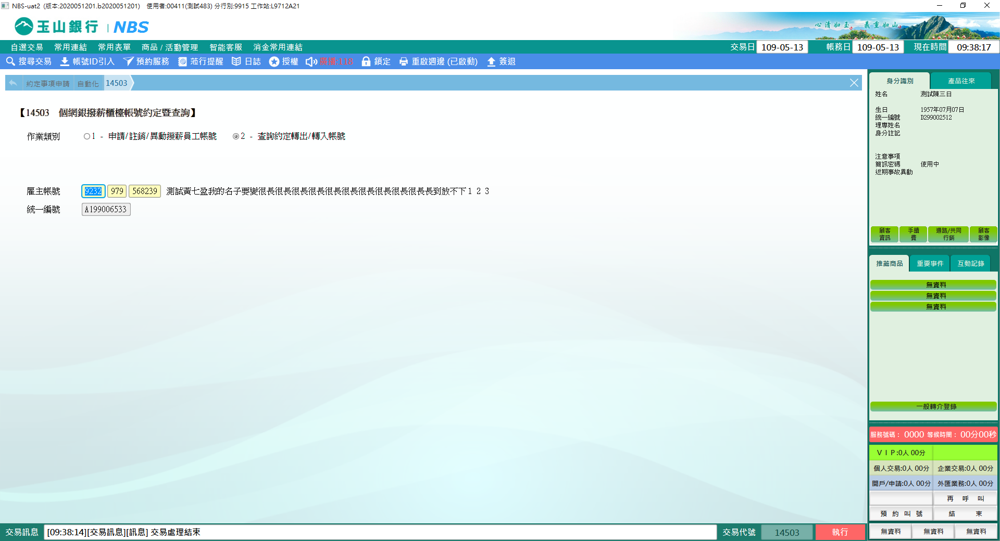 NBS-uat2 (版本:2020051201.b2020051201) 使用者:00411(測試483) 分行別:9915 工作站:L9712A21
玉山銀行 | NBS
心清如玉。 義重如山。
自選交易 常用連結 常用表單 商品 / 活動管理 智能客服 消金常用連結 交易日 109-05-13 帳務日 109-05-13 現在時間 09:38:17
搜尋交易 帳號ID引入 預約服務 蒞行提醒 日誌 授權 廣播:118 鎖定 重啟週邊 (已啟動) 簽退
約定事項申請 自動化 14503
【14503 個網銀撥薪櫃檯帳號約定暨查詢】
作業類別 1 - 申請/註銷/異動撥薪員工帳號 2 - 查詢約定轉出/轉入帳號
雇主帳號 9232 979 568239 測試黃七盈我的名子要變很長很長很長很長很長很長很長很長很長很長長到放不下下１２３
統一編號 A199006533
身分識別 產品往來
姓名 測試陳三日
生日 1957年07月07日
統一編號 D299002512
理專姓名
身分註記
注意事項
簡訊密碼 使用中
近期事故異動
顧客資訊 手續費 通路/共同行銷 顧客影像
推薦商品 重要事件 互動記錄
無資料
無資料
無資料
一般轉介登錄
服務號碼： 0000 等候時間： 00分00秒
ＶＩＰ:0人 00分
個人交易:0人 00分 企業交易:0人 00分
開戶/申請:0人 00分 外匯業務:0人 00分
再 呼 叫
預 約 叫 號 結 束
無資料 無資料 無資料
交易訊息 [09:38:14][交易訊息][訊息] 交易處理結束 交易代號 14503 執行